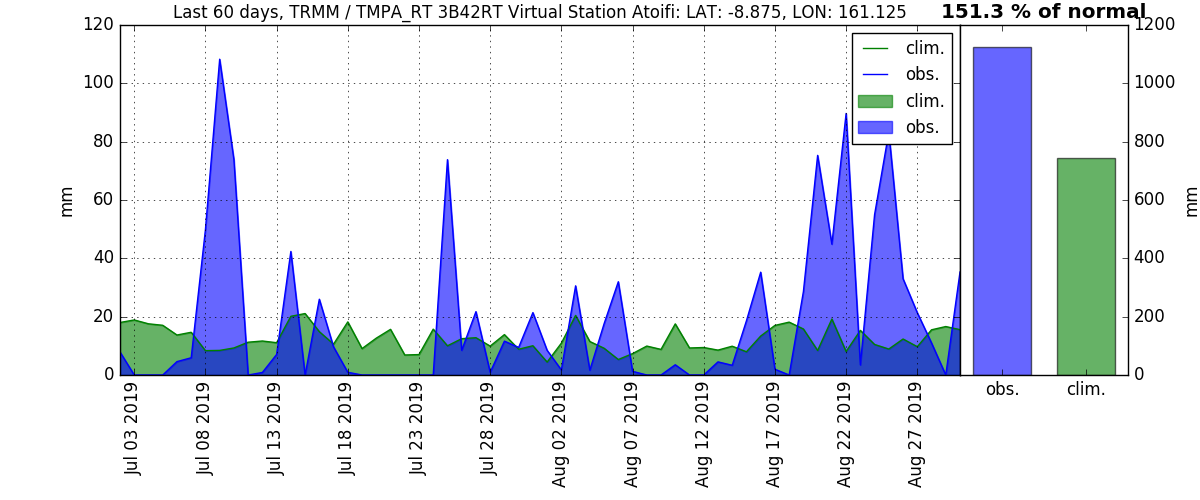 Last 60 days, TRMM / TMPA_RT 3B42RT Virtual Station Atoifi: LAT: -8.875, LON: 161.125
151.3 % of normal
120
100
80
60
40
20
0
mm
clim.
obs.
clim.
obs.
1200
1000
800
600
400
200
0
mm
Jul 03 2019
Jul 08 2019
Jul 13 2019
Jul 18 2019
Jul 23 2019
Jul 28 2019
Aug 02 2019
Aug 07 2019
Aug 12 2019
Aug 17 2019
Aug 22 2019
Aug 27 2019
obs.
clim.